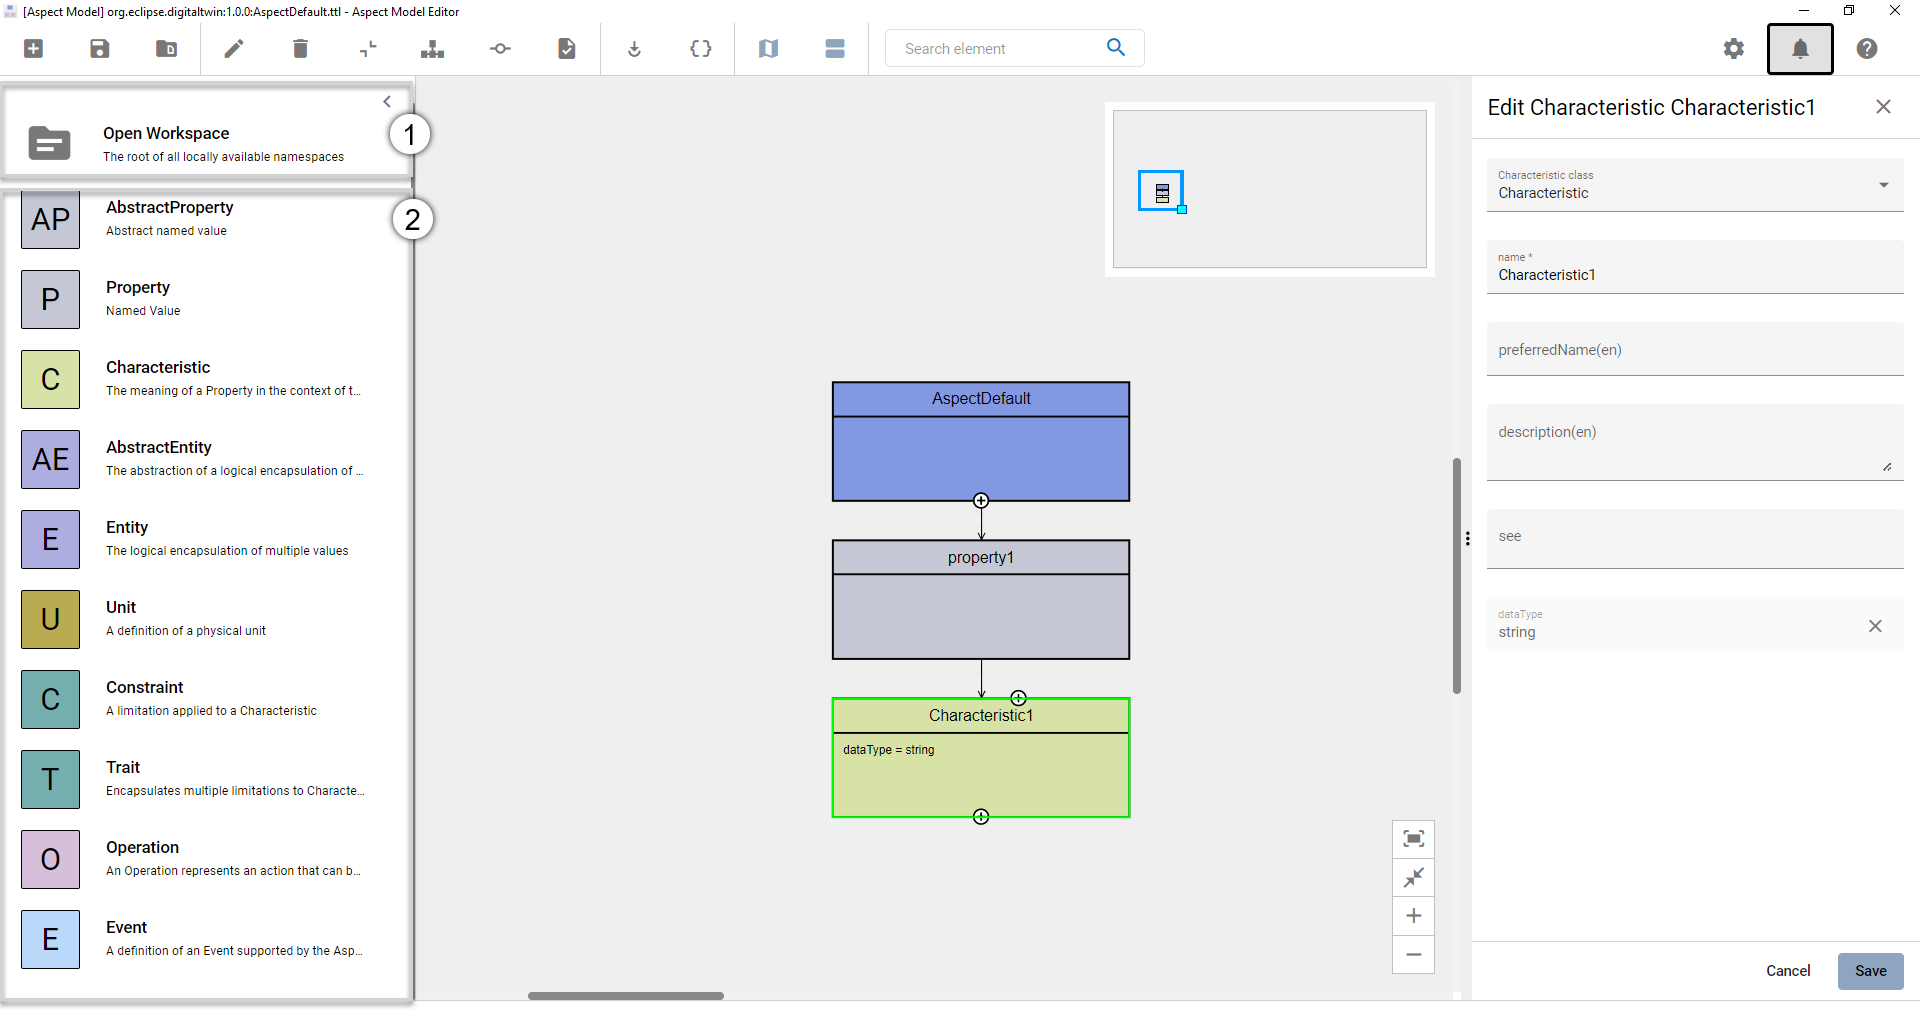 [Aspect Model] org.eclipse.digitaltwin:1.0.0:AspectDefault.ttl - Aspect Model Editor
Search element
Open Workspace
The root of all locally available namespaces
1
2
AP
AbstractProperty
Abstract named value
P
Property
Named Value
C
Characteristic
The meaning of a Property in the context of t...
AE
AbstractEntity
The abstraction of a logical encapsulation of ...
E
Entity
The logical encapsulation of multiple values
U
Unit
A definition of a physical unit
C
Constraint
A limitation applied to a Characteristic
T
Trait
Encapsulates multiple limitations to Characte...
O
Operation
An Operation represents an action that can b...
E
Event
A definition of an Event supported by the Asp...
AspectDefault
property1
Characteristic1
dataType = string
Edit Characteristic Characteristic1
Characteristic class
Characteristic
name *
Characteristic1
preferredName(en)
description(en)
see
dataType
string
Cancel
Save